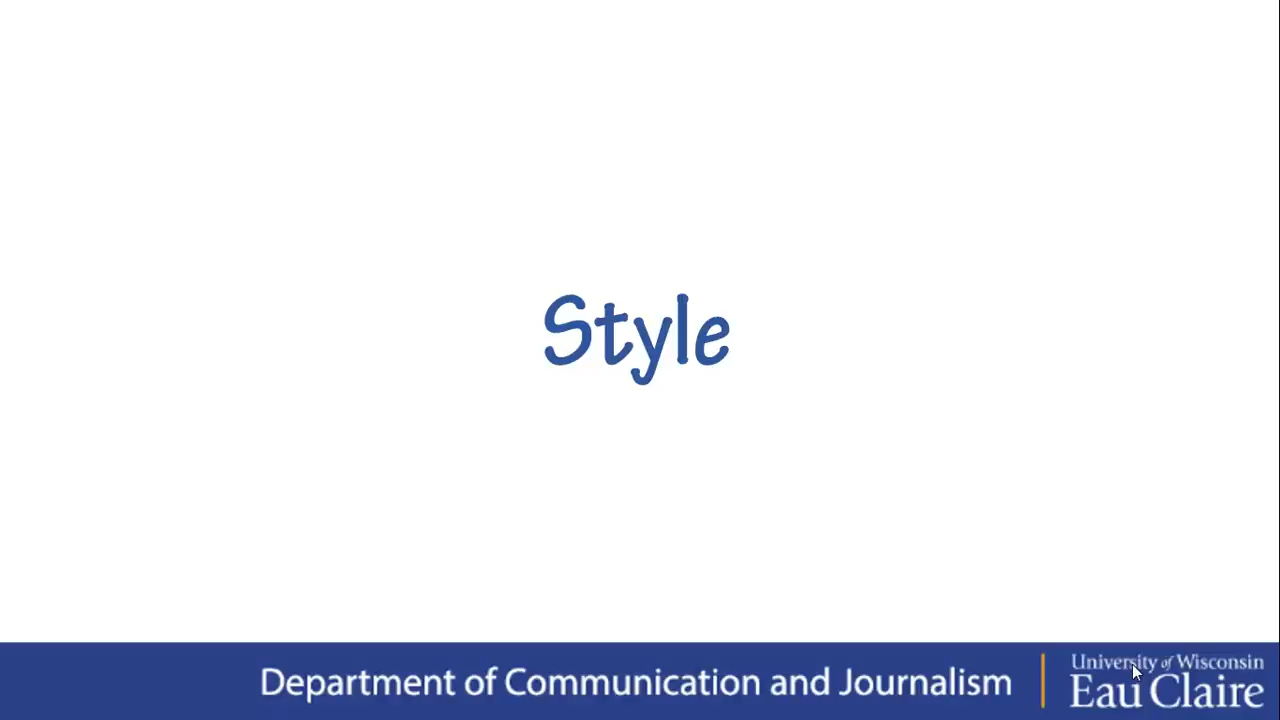 Style
Department of Communication and Journalism
University of Wisconsin
Eau Claire